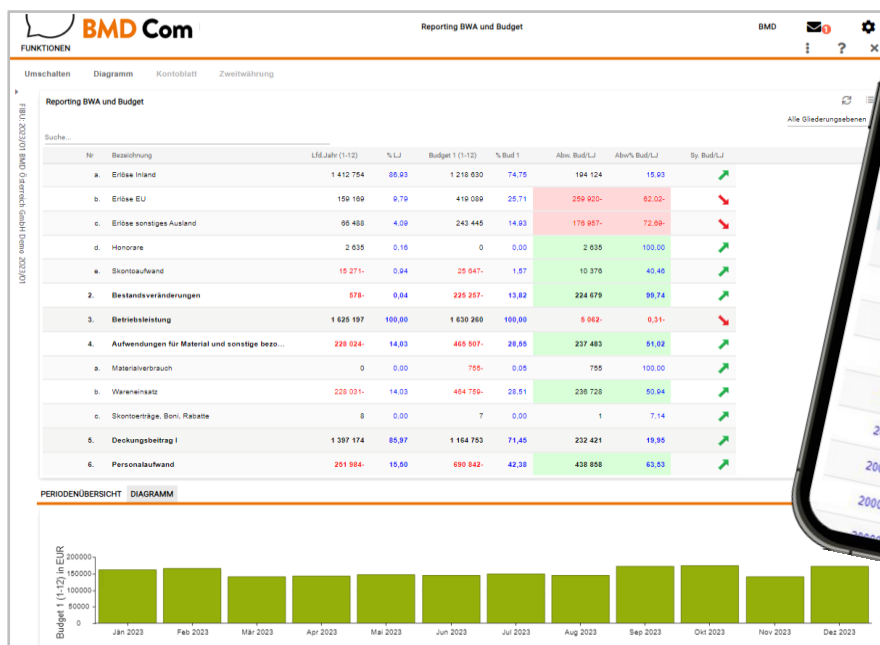 BMD Com
FUNKTIONEN
Reporting BWA und Budget
BMD
1
?
Umschalten Diagramm Kontoblatt Zweitwährung
Reporting BWA und Budget
Alle Gliederungsebenen
Suche...
FIBU: 2023/01 BMD Österreich GmbH Demo 2023/01
Nr Bezeichnung Lfd.Jahr (1-12) % LJ Budget 1 (1-12) % Bud 1 Abw. Bud/LJ Abw% Bud/LJ Sy. Bud/LJ
a. Erlöse Inland 1 412 754 86,93 1 218 630 74,75 194 124 15,93
b. Erlöse EU 159 169 9,79 419 089 25,71 259 920- 62,02-
c. Erlöse sonstiges Ausland 66 488 4,09 243 445 14,93 176 957- 72,69-
d. Honorare 2 635 0,16 0 0,00 2 635 100,00
e. Skontoaufwand 15 271- 0,94 25 647- 1,57 10 376 40,46
2. Bestandsveränderungen 578- 0,04 225 257- 13,82 224 679 99,74
3. Betriebsleistung 1 625 197 100,00 1 630 260 100,00 5 062- 0,31-
4. Aufwendungen für Material und sonstige bezo... 228 024- 14,03 465 507- 28,55 237 483 51,02
a. Materialverbrauch 0 0,00 755- 0,05 755 100,00
b. Wareneinsatz 228 031- 14,03 464 759- 28,51 236 728 50,94
c. Skontoerträge, Boni, Rabatte 8 0,00 7 0,00 1 7,14
5. Deckungsbeitrag I 1 397 174 85,97 1 164 753 71,45 232 421 19,95
6. Personalaufwand 251 984- 15,50 690 842- 42,38 438 858 63,53
PERIODENÜBERSICHT DIAGRAMM
Budget 1 (1-12) in EUR
200000
150000
100000
50000
0
Jän 2023 Feb 2023 Mär 2023 Apr 2023 Mai 2023 Jun 2023 Jul 2023 Aug 2023 Sep 2023 Okt 2023 Nov 2023 Dez 2023